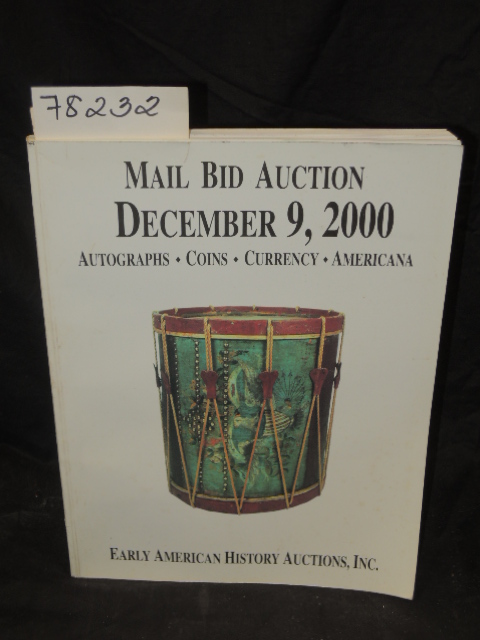 78232
MAIL BID AUCTION
DECEMBER 9, 2000
AUTOGRAPHS • COINS • CURRENCY • AMERICANA
EARLY AMERICAN HISTORY AUCTIONS, INC.